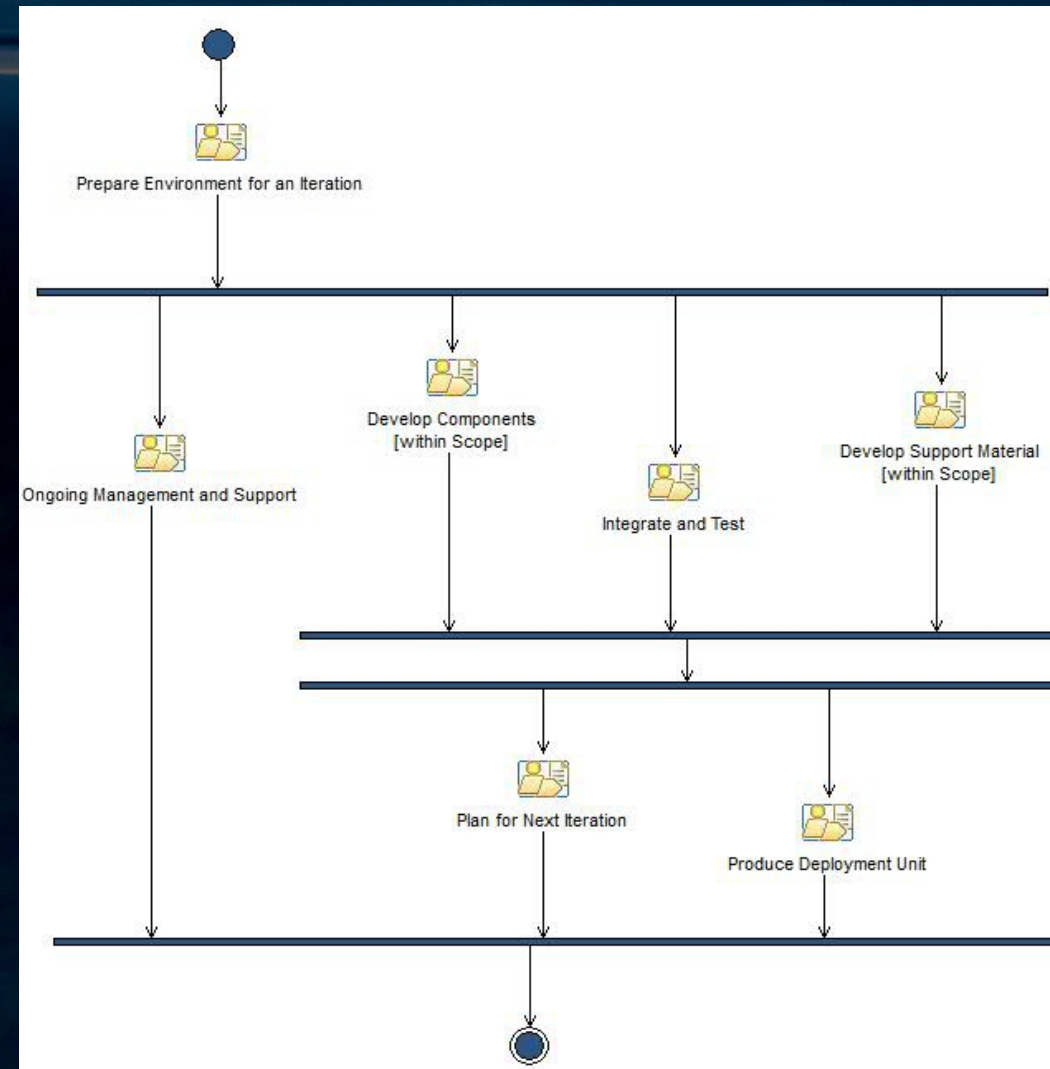 Prepare Environment for an Iteration
Develop Components
[within Scope]
Develop Support Material
[within Scope]
Ongoing Management and Support
Integrate and Test
Plan for Next Iteration
Produce Deployment Unit